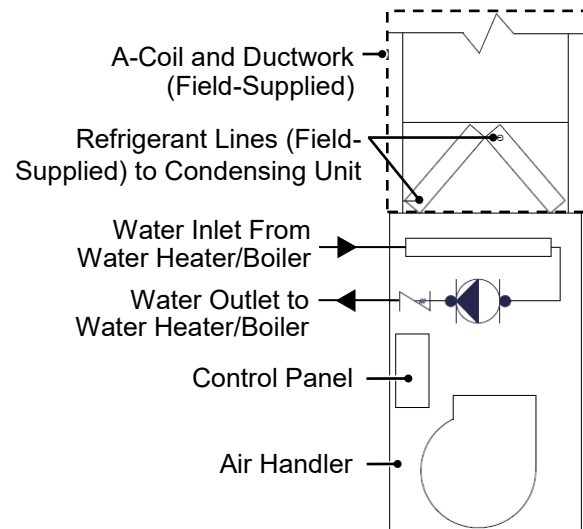 A-Coil and Ductwork
(Field-Supplied)
Refrigerant Lines (Field-
Supplied) to Condensing Unit
Water Inlet From
Water Heater/Boiler
Water Outlet to
Water Heater/Boiler
Control Panel
Air Handler